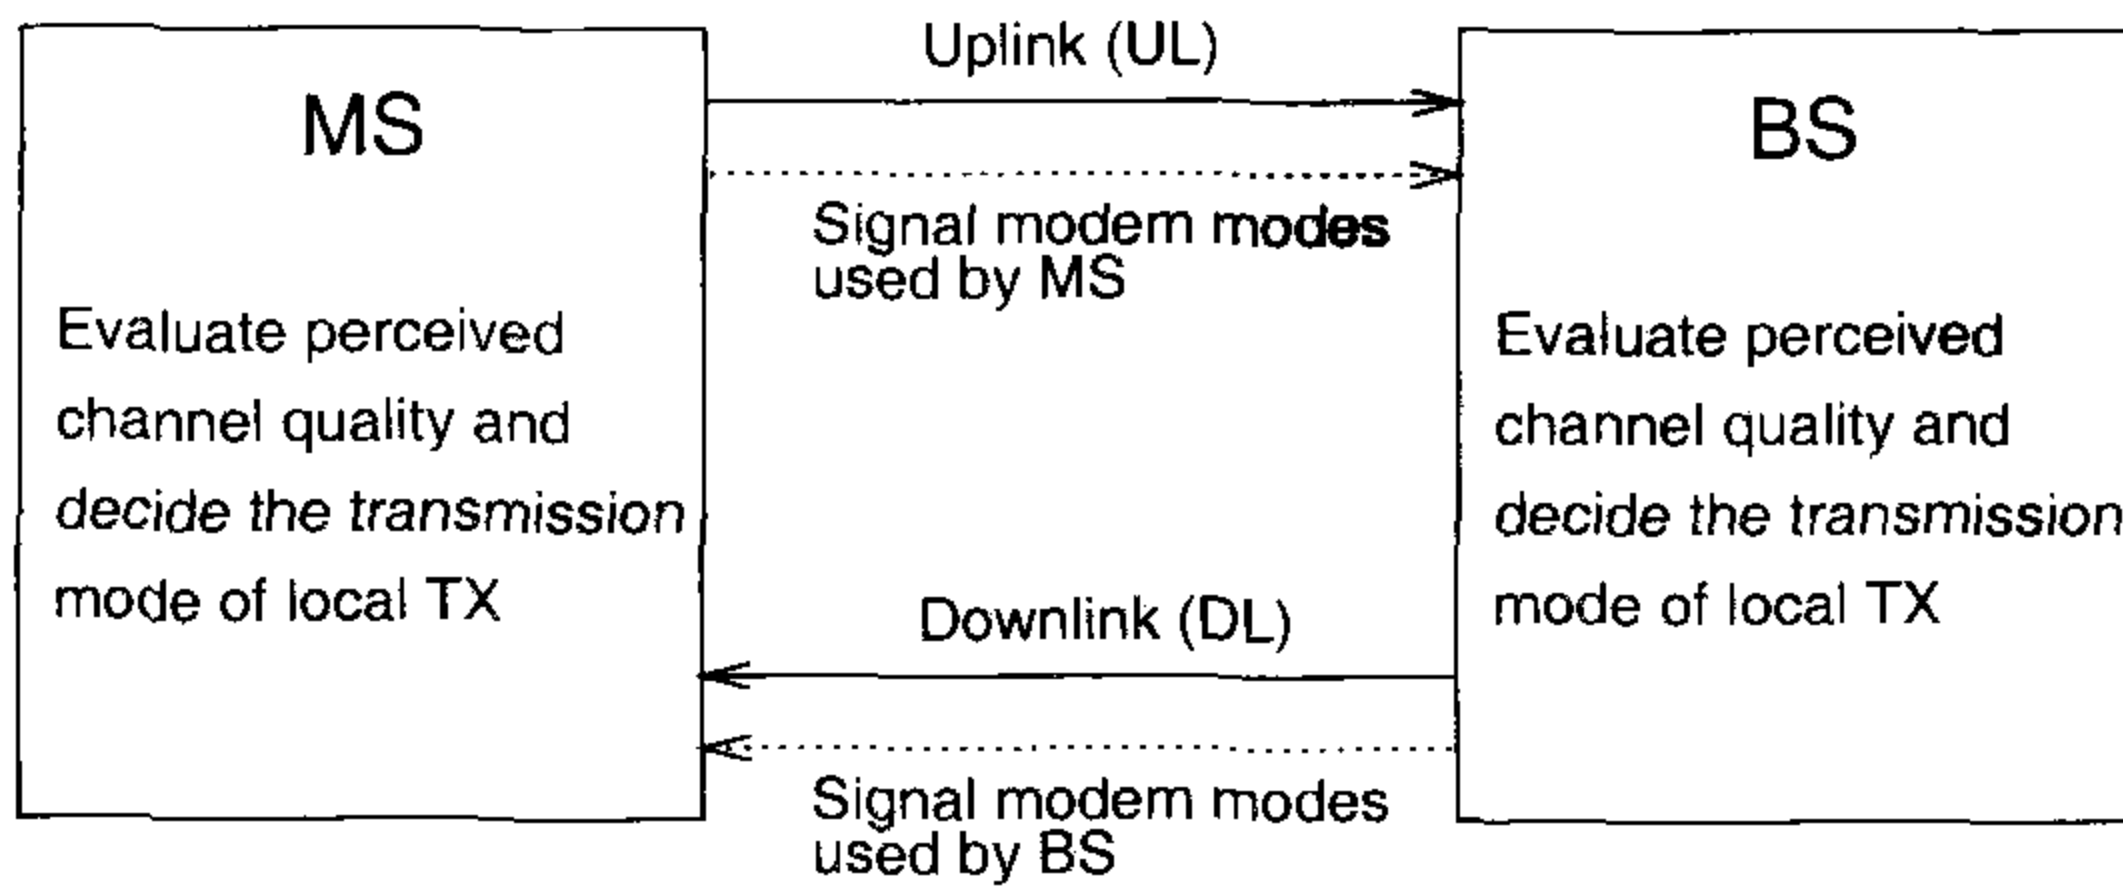 Uplink (UL)
MS
BS
Signal modem modes
used by MS
Evaluate perceived
channel quality and
decide the transmission
mode of local TX
Evaluate perceived
channel quality and
decide the transmission
mode of local TX
Downlink (DL)
Signal modem modes
used by BS